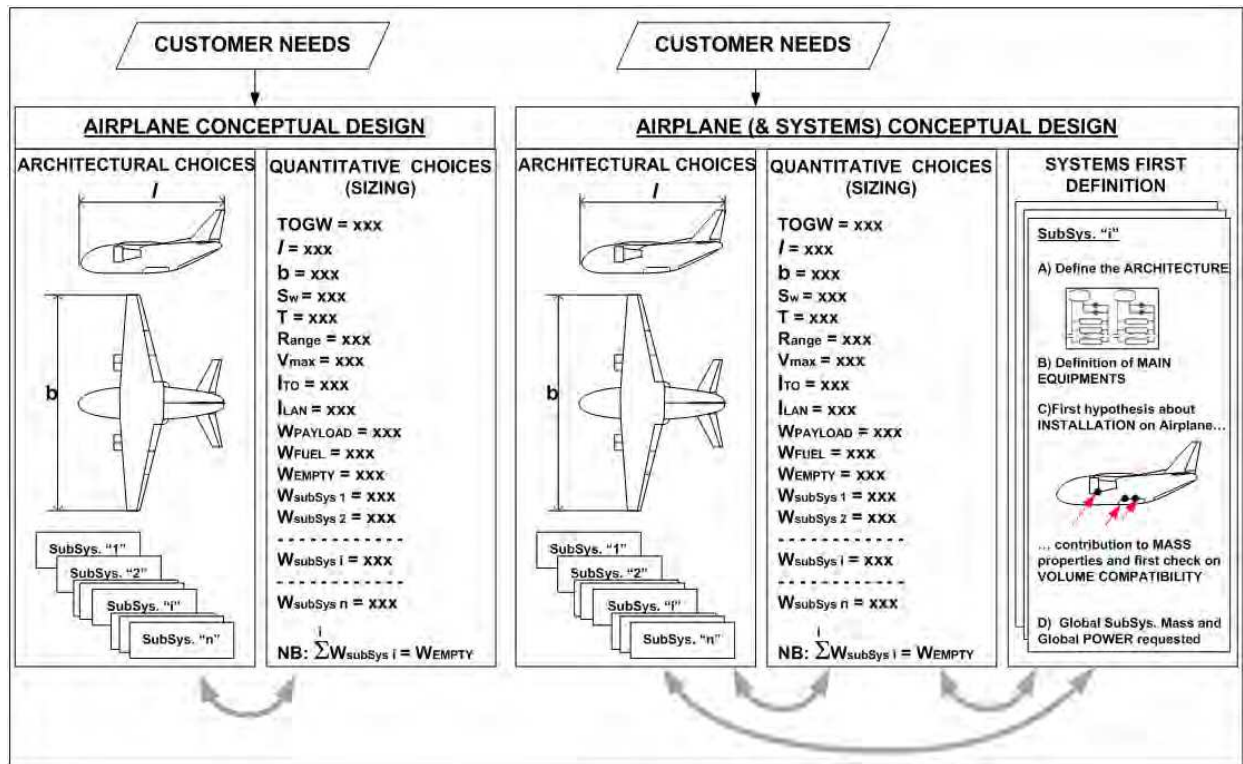 CUSTOMER NEEDS
AIRPLANE CONCEPTUAL DESIGN
ARCHITECTURAL CHOICES
l
b
SubSys. "1"
SubSys. "2"
SubSys. "i"
SubSys. "n"
QUANTITATIVE CHOICES
(SIZING)
TOGW = xxx
l = xxx
b = xxx
Sw = xxx
T = xxx
Range = xxx
Vmax = xxx
lTO = xxx
lLAN = xxx
WPAYLOAD = xxx
WFUEL = xxx
WEMPTY = xxx
WsubSys 1 = xxx
WsubSys 2 = xxx
WsubSys i = xxx
WsubSys n = xxx
i
NB: ΣWsubSys i = WEMPTY
CUSTOMER NEEDS
AIRPLANE (& SYSTEMS) CONCEPTUAL DESIGN
ARCHITECTURAL CHOICES
l
b
SubSys. "1"
SubSys. "2"
SubSys. "i"
SubSys. "n"
QUANTITATIVE CHOICES
(SIZING)
TOGW = xxx
l = xxx
b = xxx
Sw = xxx
T = xxx
Range = xxx
Vmax = xxx
lTO = xxx
lLAN = xxx
WPAYLOAD = xxx
WFUEL = xxx
WEMPTY = xxx
WsubSys 1 = xxx
WsubSys 2 = xxx
WsubSys i = xxx
WsubSys n = xxx
i
NB: ΣWsubSys i = WEMPTY
SYSTEMS FIRST
DEFINITION
SubSys. "i"
A) Define the ARCHITECTURE
B) Definition of MAIN
EQUIPMENTS
C)First hypothesis about
INSTALLATION on Airplane...
... contribution to MASS
properties and first check on
VOLUME COMPATIBILITY
D) Global SubSys. Mass and
Global POWER requested